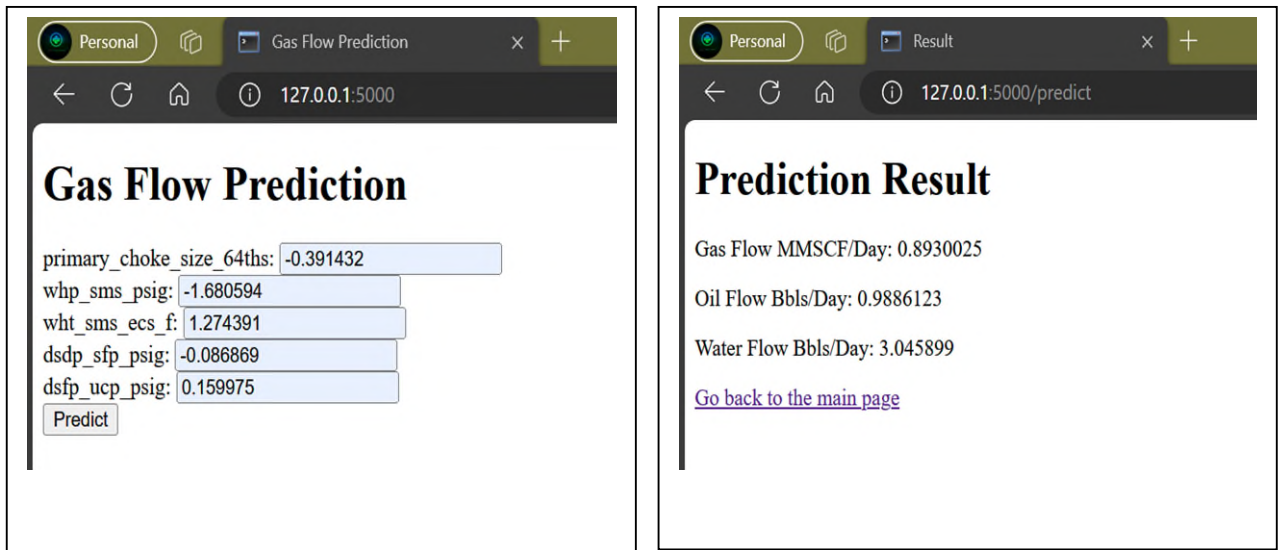 Personal
Gas Flow Prediction
127.0.0.1:5000
Gas Flow Prediction
primary_choke_size_64ths: -0.391432
whp_sms_psig: -1.680594
wht_sms_ecs_f: 1.274391
dsdp_sfp_psig: -0.086869
dsfp_ucp_psig: 0.159975
Predict
Personal
Result
127.0.0.1:5000/predict
Prediction Result
Gas Flow MMSCF/Day: 0.8930025
Oil Flow Bbls/Day: 0.9886123
Water Flow Bbls/Day: 3.045899
Go back to the main page